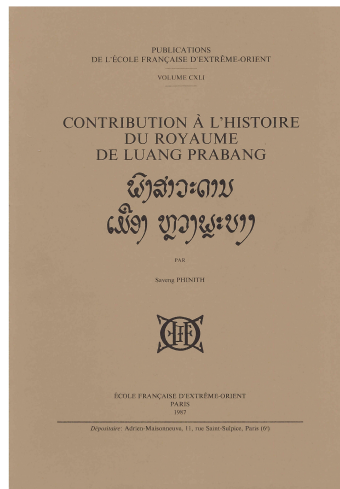 PUBLICATIONS
DE L'ÉCOLE FRANÇAISE D'EXTRÊME-ORIENT
VOLUME CXLI
CONTRIBUTION À L'HISTOIRE
DU ROYAUME
DE LUANG PRABANG
ພົງສາວະດານ
ເມືອງ ຫຼວງພຼະບາງ
PAR
Saveng PHINITH
ÉCOLE FRANÇAISE D'EXTRÊME-ORIENT
PARIS
1987
Dépositaire: Adrien-Maisonneuve, 11, rue Saint-Sulpice, Paris (6e)